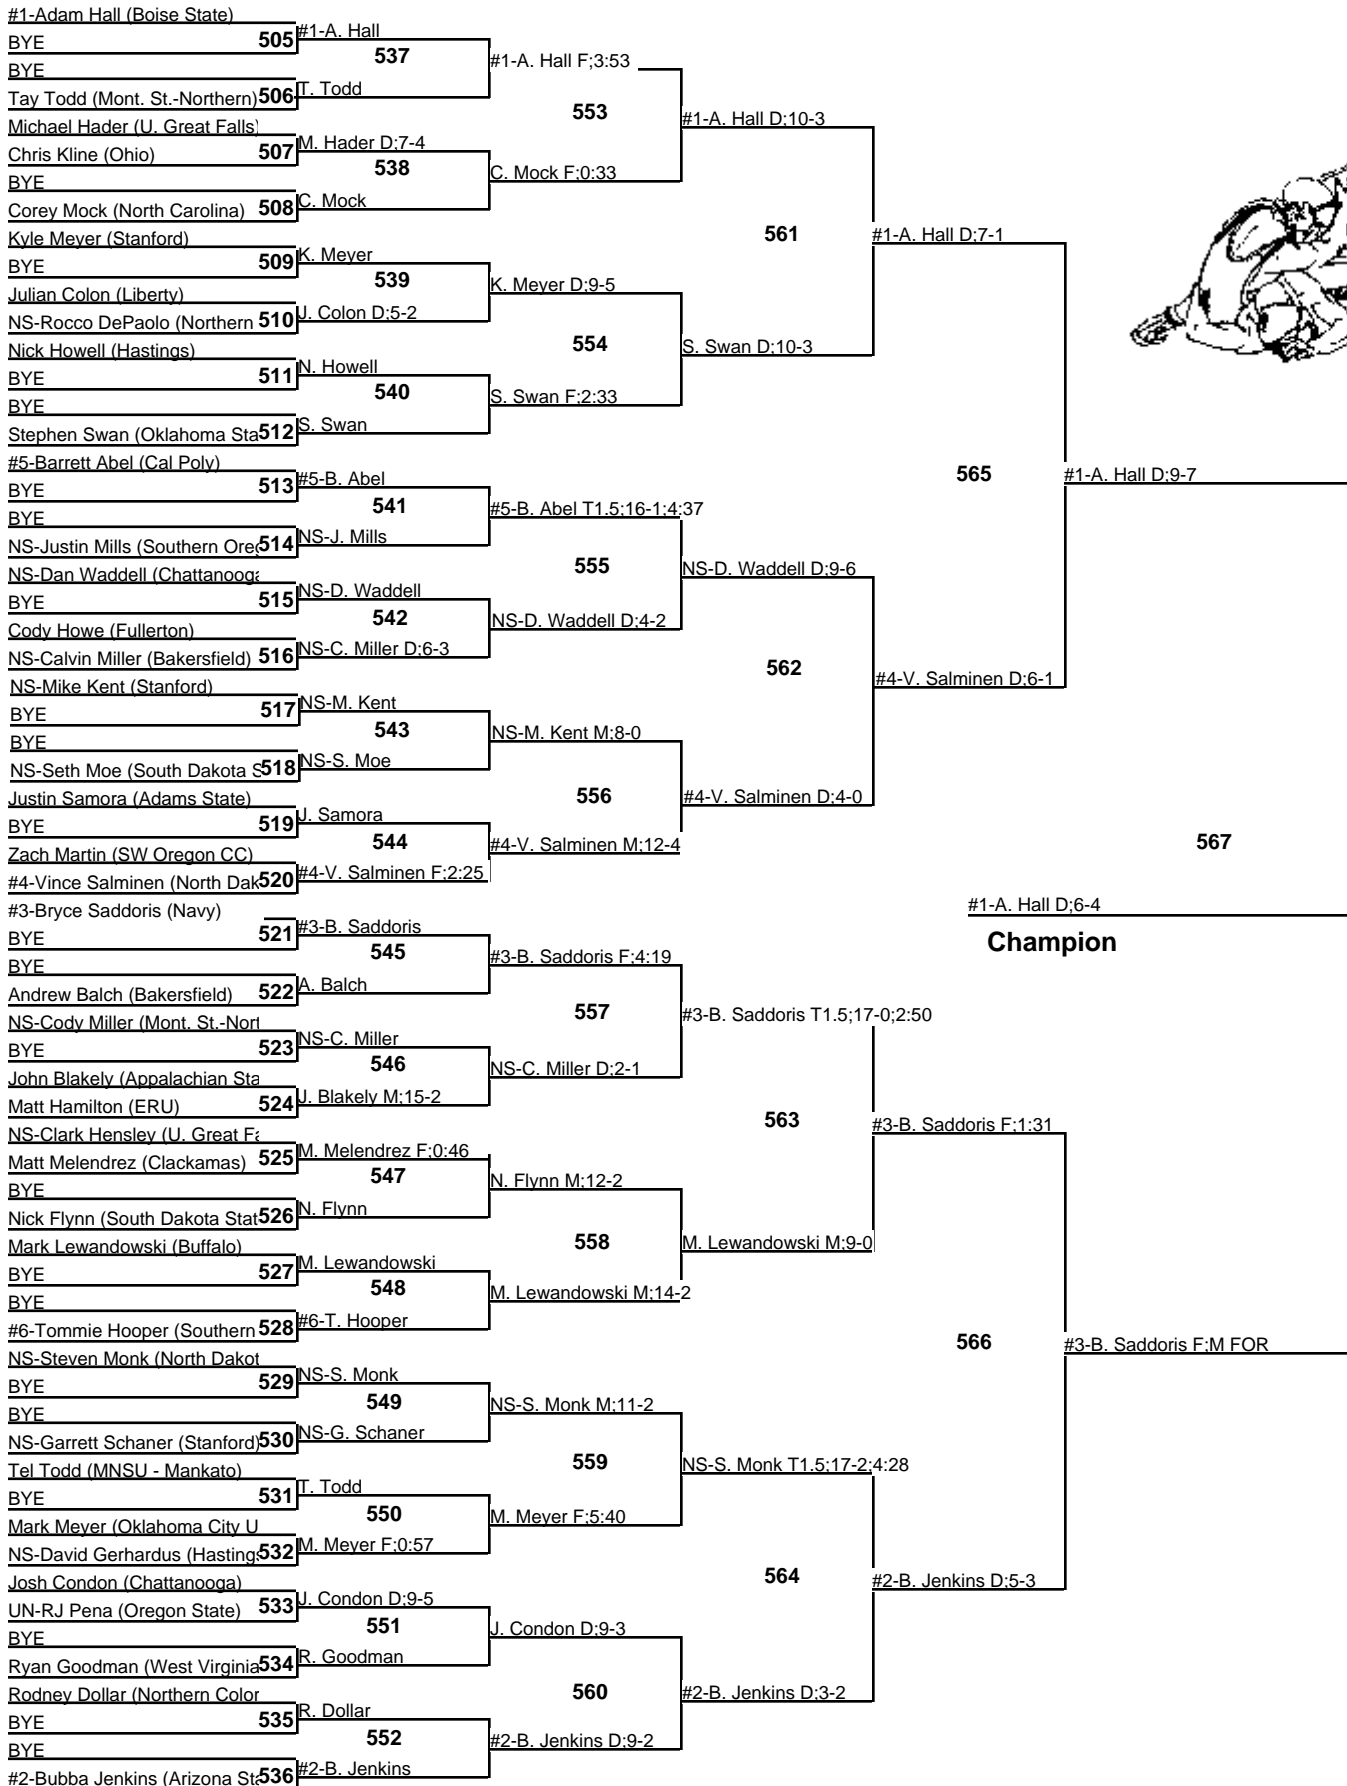 #1-Adam Hall (Boise State)
BYE
505
BYE
Tay Todd (Mont. St.-Northern)
506
Michael Hader (U. Great Falls)
Chris Kline (Ohio)
507
BYE
Corey Mock (North Carolina)
508
Kyle Meyer (Stanford)
BYE
509
Julian Colon (Liberty)
NS-Rocco DePaolo (Northern
510
Nick Howell (Hastings)
BYE
511
BYE
Stephen Swan (Oklahoma Sta
512
#5-Barrett Abel (Cal Poly)
BYE
513
BYE
NS-Justin Mills (Southern Oreg
514
NS-Dan Waddell (Chattanooga
BYE
515
Cody Howe (Fullerton)
NS-Calvin Miller (Bakersfield)
516
NS-Mike Kent (Stanford)
BYE
517
BYE
NS-Seth Moe (South Dakota S
518
Justin Samora (Adams State)
BYE
519
Zach Martin (SW Oregon CC)
#4-Vince Salminen (North Dak
520
#3-Bryce Saddoris (Navy)
BYE
521
BYE
Andrew Balch (Bakersfield)
522
NS-Cody Miller (Mont. St.-Nort
BYE
523
John Blakely (Appalachian Sta
Matt Hamilton (ERU)
524
NS-Clark Hensley (U. Great Fa
Matt Melendrez (Clackamas)
525
BYE
Nick Flynn (South Dakota Stat
526
Mark Lewandowski (Buffalo)
BYE
527
BYE
#6-Tommie Hooper (Southern
528
NS-Steven Monk (North Dakot
BYE
529
BYE
NS-Garrett Schaner (Stanford)
530
Tel Todd (MNSU - Mankato)
BYE
531
Mark Meyer (Oklahoma City U
NS-David Gerhardus (Hastings
532
Josh Condon (Chattanooga)
UN-RJ Pena (Oregon State)
533
BYE
Ryan Goodman (West Virginia
534
Rodney Dollar (Northern Color
BYE
535
BYE
#2-Bubba Jenkins (Arizona Sta
536
#1-A. Hall
537
T. Todd
M. Hader D;7-4
538
C. Mock
K. Meyer
539
J. Colon D;5-2
N. Howell
540
S. Swan
#5-B. Abel
541
NS-J. Mills
NS-D. Waddell
542
NS-C. Miller D;6-3
NS-M. Kent
543
NS-S. Moe
J. Samora
544
#4-V. Salminen F;2:25
#3-B. Saddoris
545
A. Balch
NS-C. Miller
546
J. Blakely M;15-2
M. Melendrez F;0:46
547
N. Flynn
M. Lewandowski
548
#6-T. Hooper
NS-S. Monk
549
NS-G. Schaner
T. Todd
550
M. Meyer F;0:57
J. Condon D;9-5
551
R. Goodman
R. Dollar
552
#2-B. Jenkins
#1-A. Hall F;3:53
553
C. Mock F;0:33
K. Meyer D;9-5
554
S. Swan F;2:33
#5-B. Abel T1.5;16-1;4:37
555
NS-D. Waddell D;4-2
NS-M. Kent M;8-0
556
#4-V. Salminen M;12-4
#3-B. Saddoris F;4:19
557
NS-C. Miller D;2-1
N. Flynn M;12-2
558
M. Lewandowski M;14-2
NS-S. Monk M;11-2
559
M. Meyer F;5:40
J. Condon D;9-3
560
#2-B. Jenkins D;9-2
#1-A. Hall D;10-3
561
S. Swan D;10-3
NS-D. Waddell D;9-6
562
#4-V. Salminen D;4-0
#3-B. Saddoris T1.5;17-0;2:50
563
M. Lewandowski M;9-0
NS-S. Monk T1.5;17-2;4:28
564
#2-B. Jenkins D;3-2
#1-A. Hall D;7-1
565
#4-V. Salminen D;6-1
#3-B. Saddoris F;1:31
566
#2-B. Jenkins D;5-3
#1-A. Hall D;9-7
567
#3-B. Saddoris F;M FOR
#1-A. Hall D;6-4
Champion